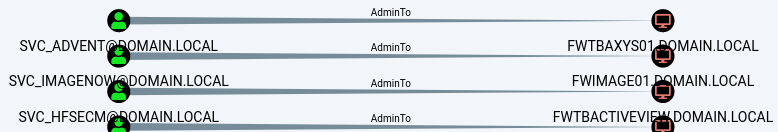 AdminTo
SVC_ADVENT@DOMAIN.LOCAL FWTBAXYS01.DOMAIN.LOCAL
AdminTo
SVC_IMAGENOW@DOMAIN.LOCAL FWIMAGE01.DOMAIN.LOCAL
AdminTo
SVC_HFSECM@DOMAIN.LOCAL FWTBACTIVEVIEW.DOMAIN.LOCAL
AdminTo